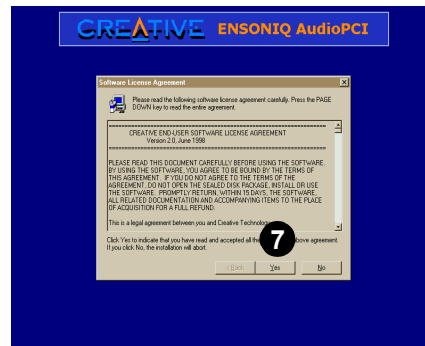 CREATIVE ENSONIQ AudioPCI
Software License Agreement
Please read the following software license agreement carefully. Press the PAGE
DOWN key to read the entire agreement.
CREATIVE END-USER SOFTWARE LICENSE AGREEMENT
Version 2.0, June 1998
PLEASE READ THIS DOCUMENT CAREFULLY BEFORE USING THE SOFTWARE.
BY USING THE SOFTWARE, YOU AGREE TO BE BOUND BY THE TERMS OF
THIS AGREEMENT. IF YOU DO NOT AGREE TO THE TERMS OF THE
AGREEMENT, DO NOT OPEN THE SEALED DISK PACKAGE, INSTALL OR USE
THE SOFTWARE. PROMPTLY RETURN, WITHIN 15 DAYS, THE SOFTWARE,
ALL RELATED DOCUMENTATION AND ACCOMPANYING ITEMS TO THE PLACE
OF ACQUISITION FOR A FULL REFUND.
This is a legal agreement between you and Creative Technolog
Click Yes to indicate that you have read and accepted all the above agreement.
If you click No, the installation will abort.
7
< Back Yes No